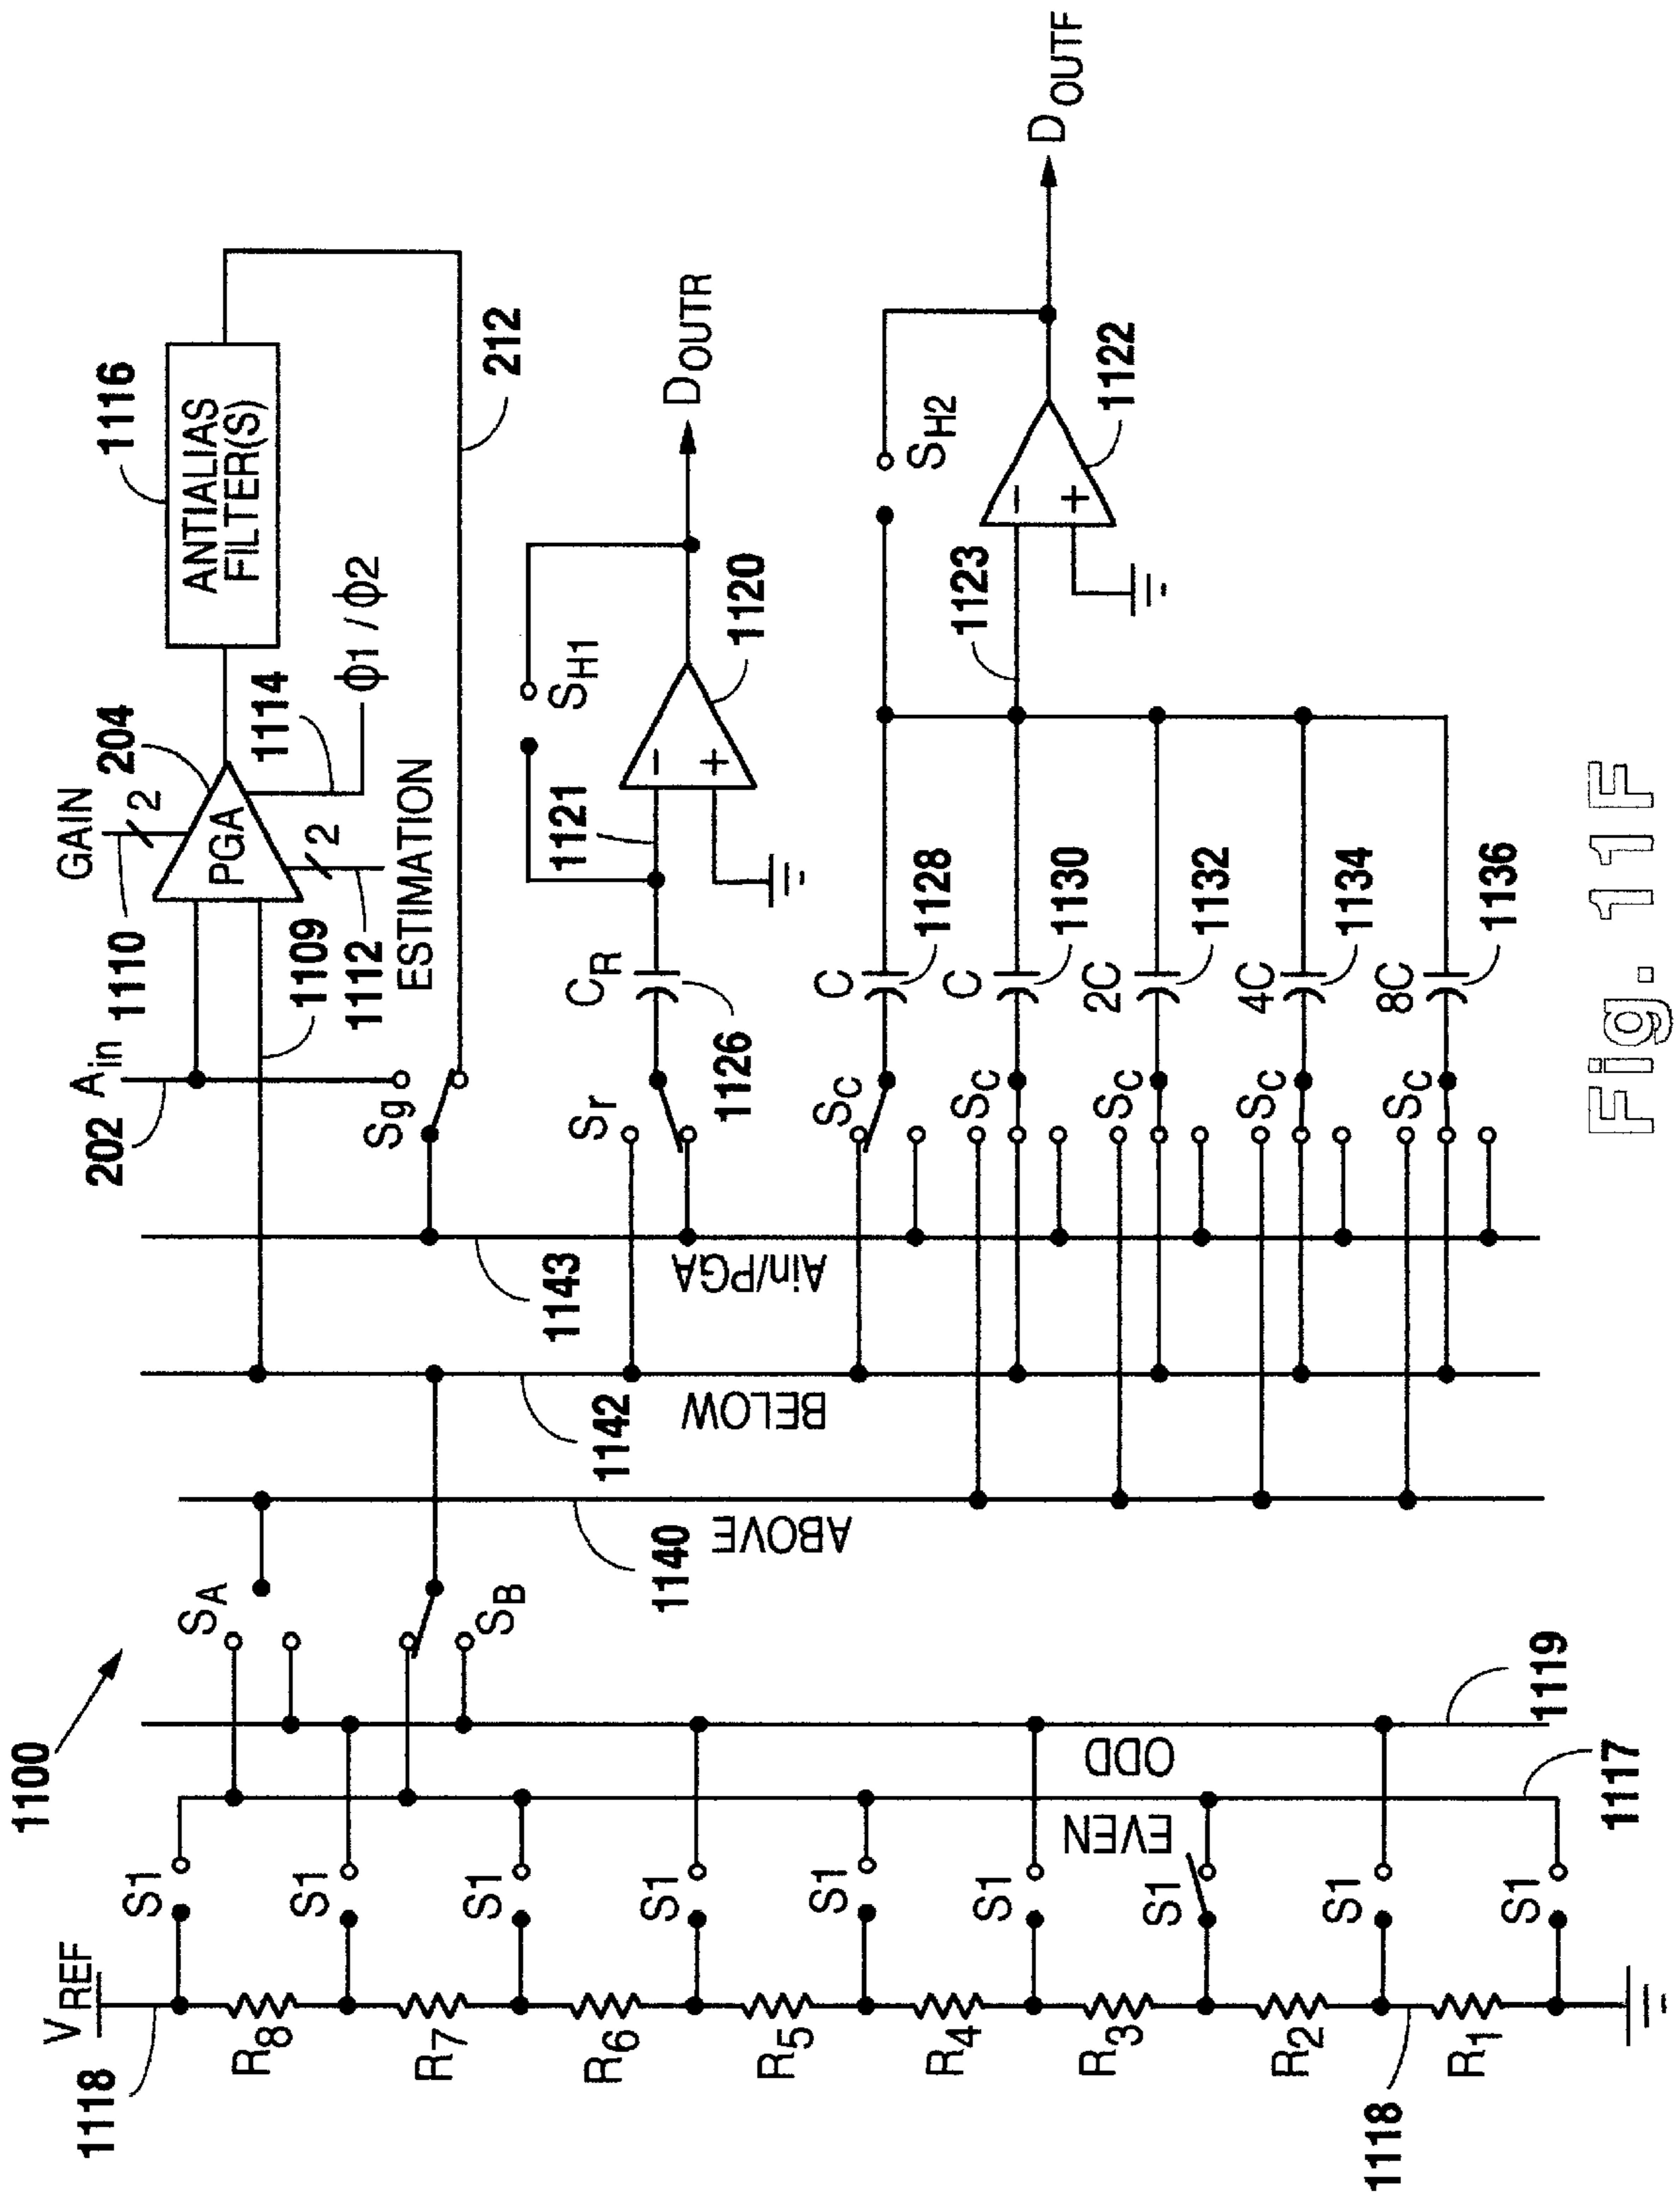 1100
V REF
1118
R8
R7
R6
R5
R4
R3
R2
R1
1118
S1
S1
S1
S1
S1
S1
S1
S1
S1
EVEN
ODD
1117
1119
SA
SB
ABOVE
1140
BELOW
1142
Ain/PGA
1143
202
Ain
1110
GAIN
2
204
PGA
1109
1112
2
ESTIMATION
1114
ϕ1 / ϕ2
1116
ANTIALIAS
FILTER(S)
212
Sg
Sr
CR
1126
1121
SH1
1120
DOUTR
SC
C
1128
SC
C
1130
SC
2C
1132
SC
4C
1134
SC
8C
1136
1123
SH2
1122
DOUTF
Fig. 11F